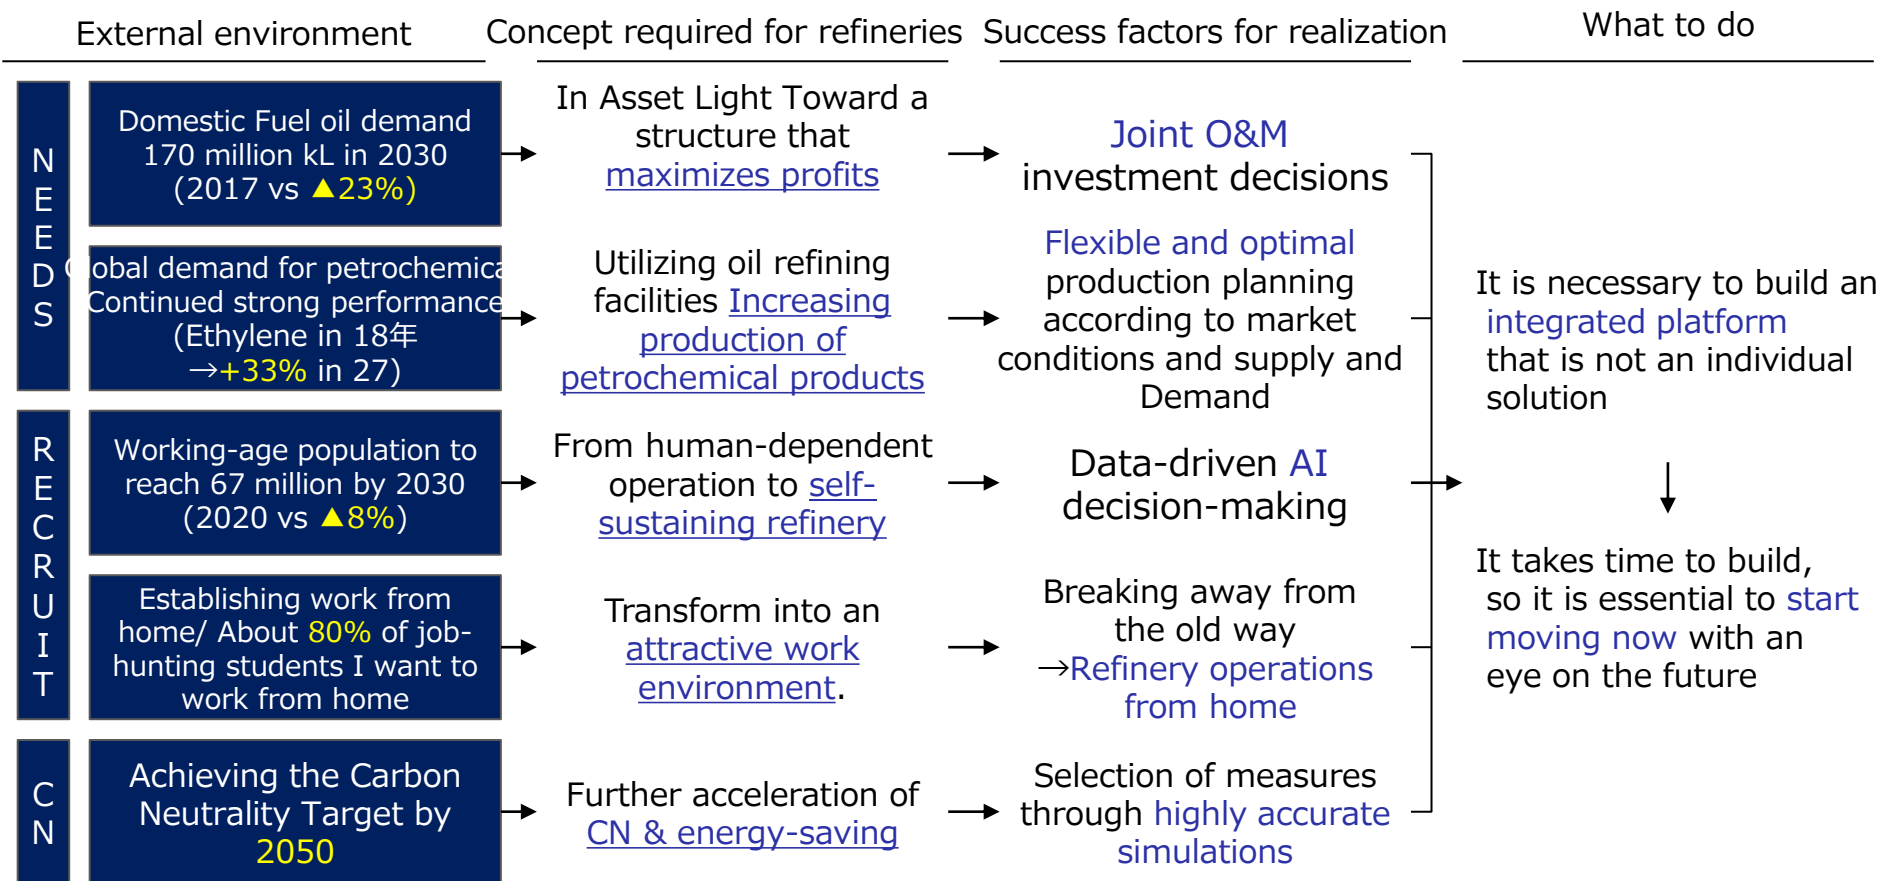 External environment
Concept required for refineries
Success factors for realization
What to do
NEEDS
Domestic Fuel oil demand
170 million kL in 2030
(2017 vs ▲23%)
In Asset Light Toward a
structure that
maximizes profits
Joint O&M
investment decisions
Global demand for petrochemica
Continued strong performance
(Ethylene in 18年
→+33% in 27)
Utilizing oil refining
facilities Increasing
production of
petrochemical products
Flexible and optimal
production planning
according to market
conditions and supply and
Demand
RECRUIT
Working-age population to
reach 67 million by 2030
(2020 vs ▲8%)
From human-dependent
operation to self-
sustaining refinery
Data-driven AI
decision-making
Establishing work from
home/ About 80% of job-
hunting students I want to
work from home
Transform into an
attractive work
environment.
Breaking away from
the old way
→Refinery operations
from home
CN
Achieving the Carbon
Neutrality Target by
2050
Further acceleration of
CN & energy-saving
Selection of measures
through highly accurate
simulations
It is necessary to build an
integrated platform
that is not an individual
solution
It takes time to build,
so it is essential to start
moving now with an
eye on the future